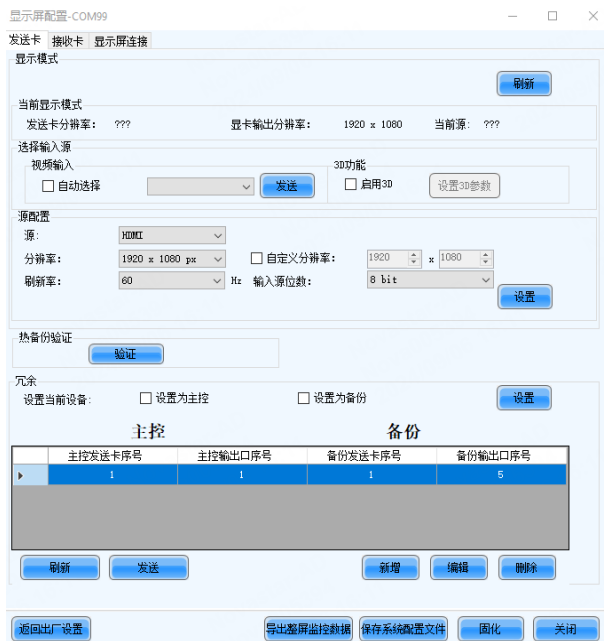 显示屏配置-COM99
发送卡 接收卡 显示屏连接
显示模式
刷新
当前显示模式
发送卡分辨率: ??? 显卡输出分辨率: 1920 x 1080 当前源: ???
选择输入源
视频输入 3D功能
自动选择 发送 启用3D 设置3D参数
源配置
源: HDMI
分辨率: 1920 x 1080 px 自定义分辨率: 1920 x 1080
刷新率: 60 Hz 输入源位数: 8 bit
设置
热备份验证
验证
冗余
设置当前设备: 设置为主控 设置为备份 设置
主控 备份
主控发送卡序号 主控输出口序号 备份发送卡序号 备份输出口序号
1 1 1 5
刷新 发送 新增 编辑 删除
返回出厂设置 导出整屏监控数据 保存系统配置文件 固化 关闭